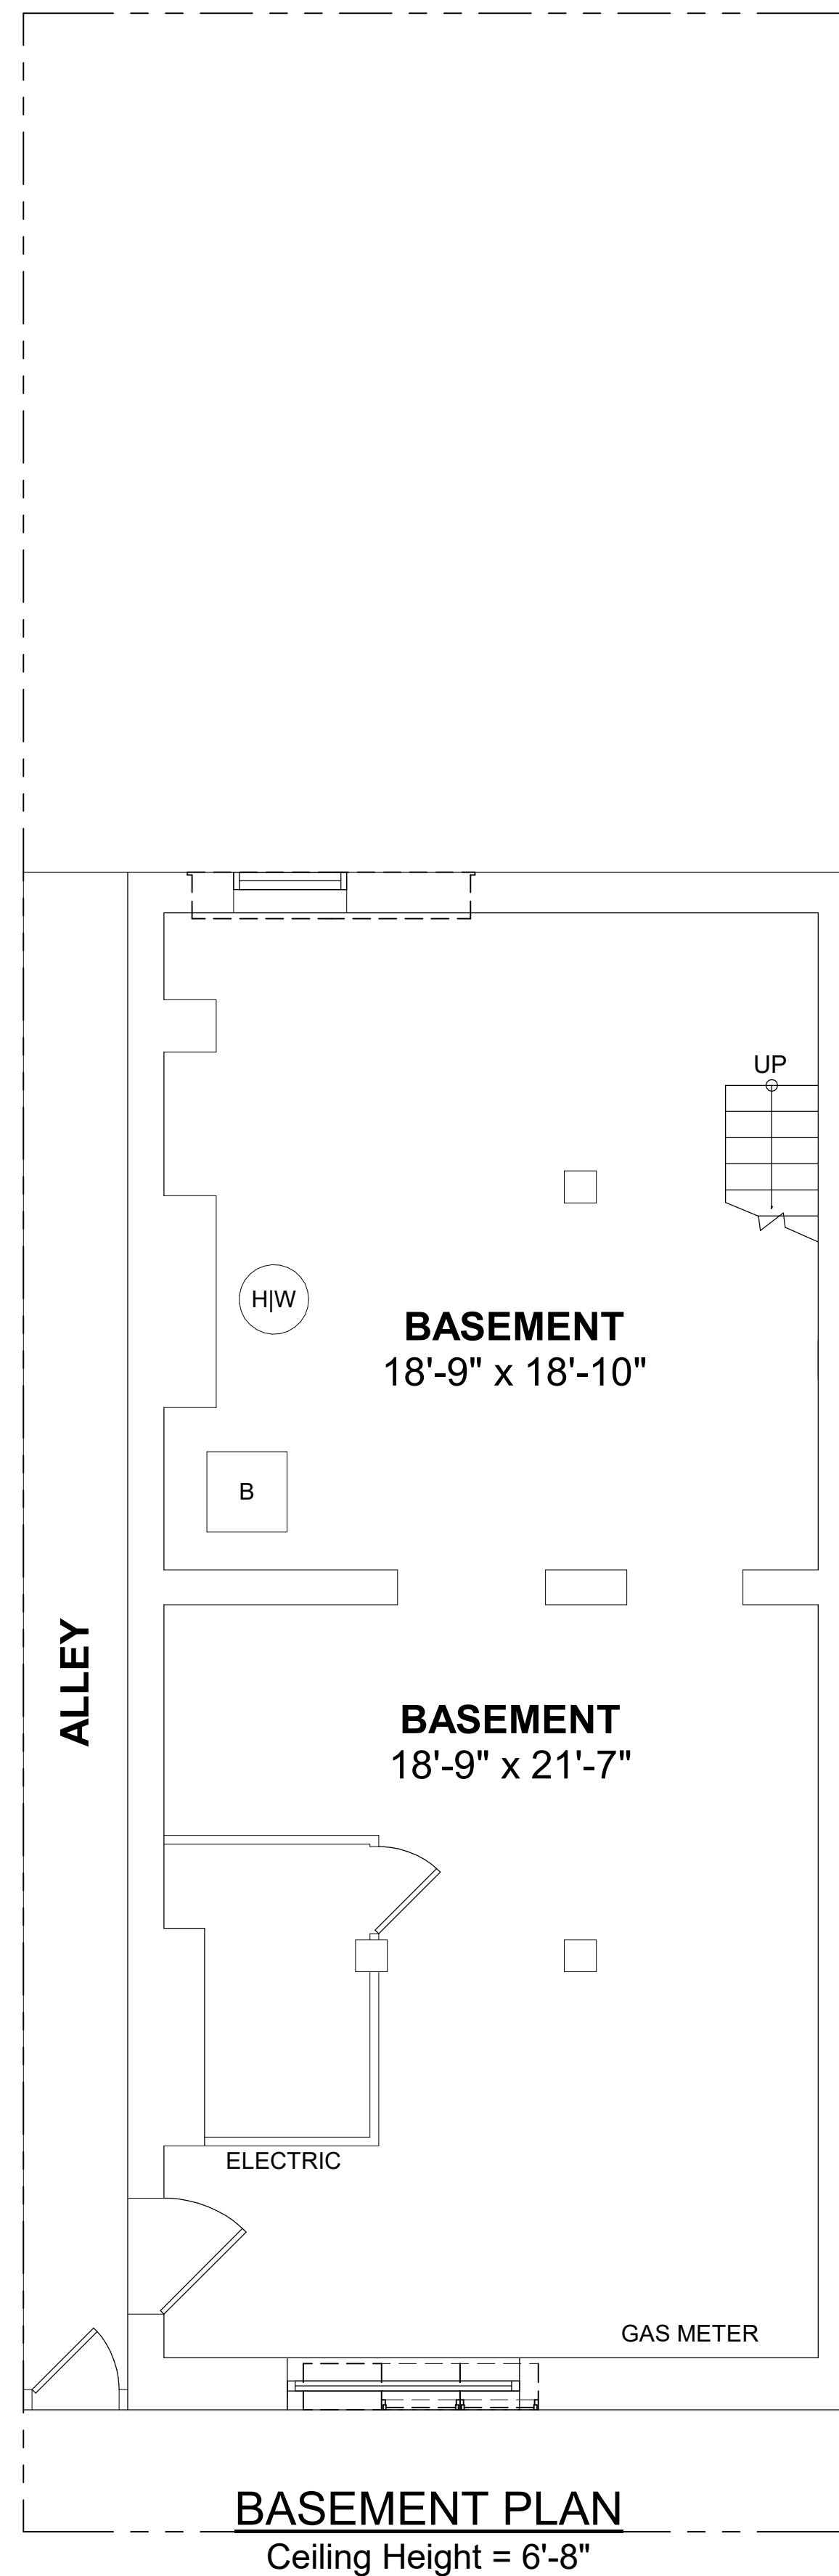 UP
H|W
BASEMENT
18'-9" x 18'-10"
B
ALLEY
BASEMENT
18'-9" x 21'-7"
ELECTRIC
GAS METER
BASEMENT PLAN
Ceiling Height = 6'-8"